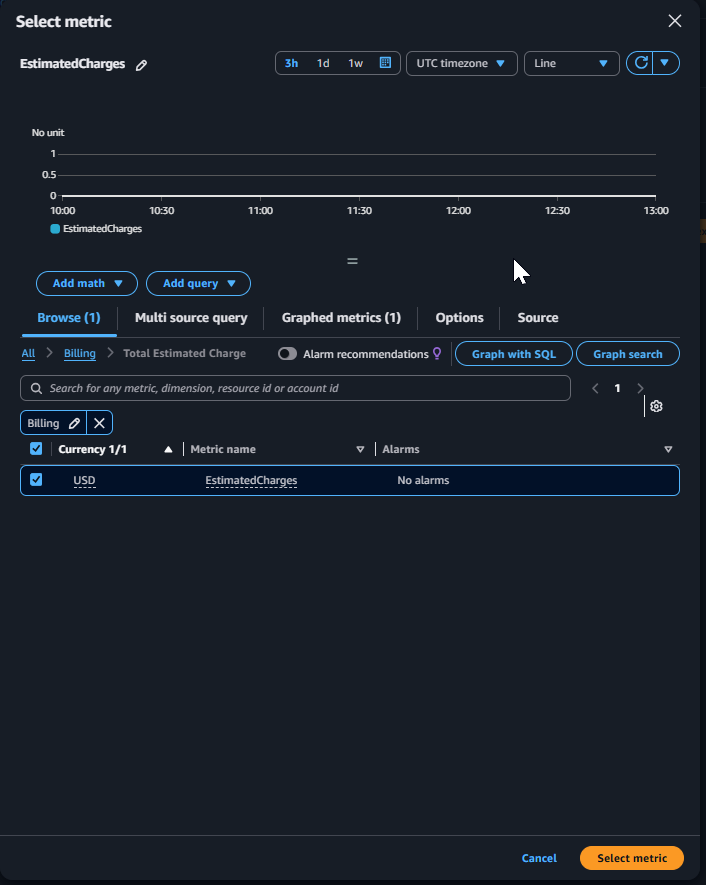 Select metric
EstimatedCharges
3h 1d 1w UTC timezone Line
No unit
1
0.5
0
10:00 10:30 11:00 11:30 12:00 12:30 13:00
EstimatedCharges
Add math Add query
Browse (1) Multi source query Graphed metrics (1) Options Source
All Billing Total Estimated Charge Alarm recommendations Graph with SQL Graph search
Search for any metric, dimension, resource id or account id 1
Billing
Currency 1/1 Metric name Alarms
USD EstimatedCharges No alarms
Cancel Select metric